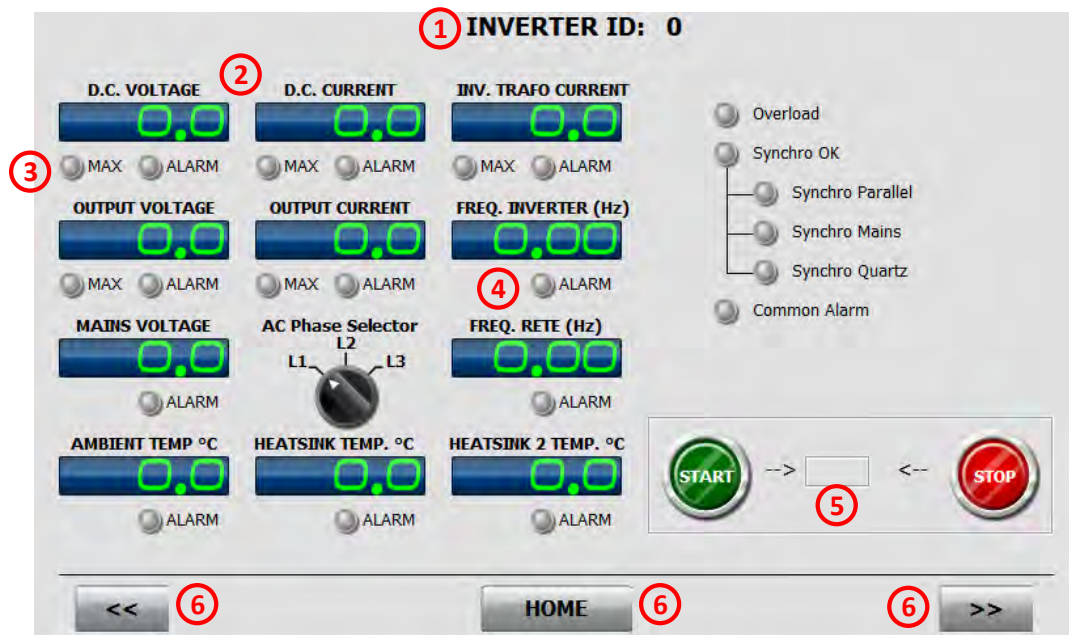 1 INVERTER ID: 0
2
D.C. VOLTAGE D.C. CURRENT INV. TRAFO CURRENT
0.0 0.0 0.0
3 MAX ALARM MAX ALARM MAX ALARM
OUTPUT VOLTAGE OUTPUT CURRENT FREQ. INVERTER (Hz)
0.0 0.0 0.00
MAX ALARM MAX ALARM 4 ALARM
MAINS VOLTAGE AC Phase Selector FREQ. RETE (Hz)
0.0 L1 L2 L3 0.00
ALARM ALARM
AMBIENT TEMP °C HEATSINK TEMP. °C HEATSINK 2 TEMP. °C
0.0 0.0 0.0
ALARM ALARM ALARM
Overload
Synchro OK
Synchro Parallel
Synchro Mains
Synchro Quartz
Common Alarm
START --> <-- STOP
5
<< 6 HOME 6 6 >>